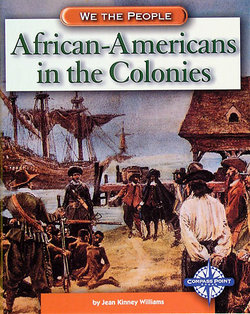 WE THE PEOPLE
African-Americans
in the Colonies
COMPASS POINT
by Jean Kinney Williams